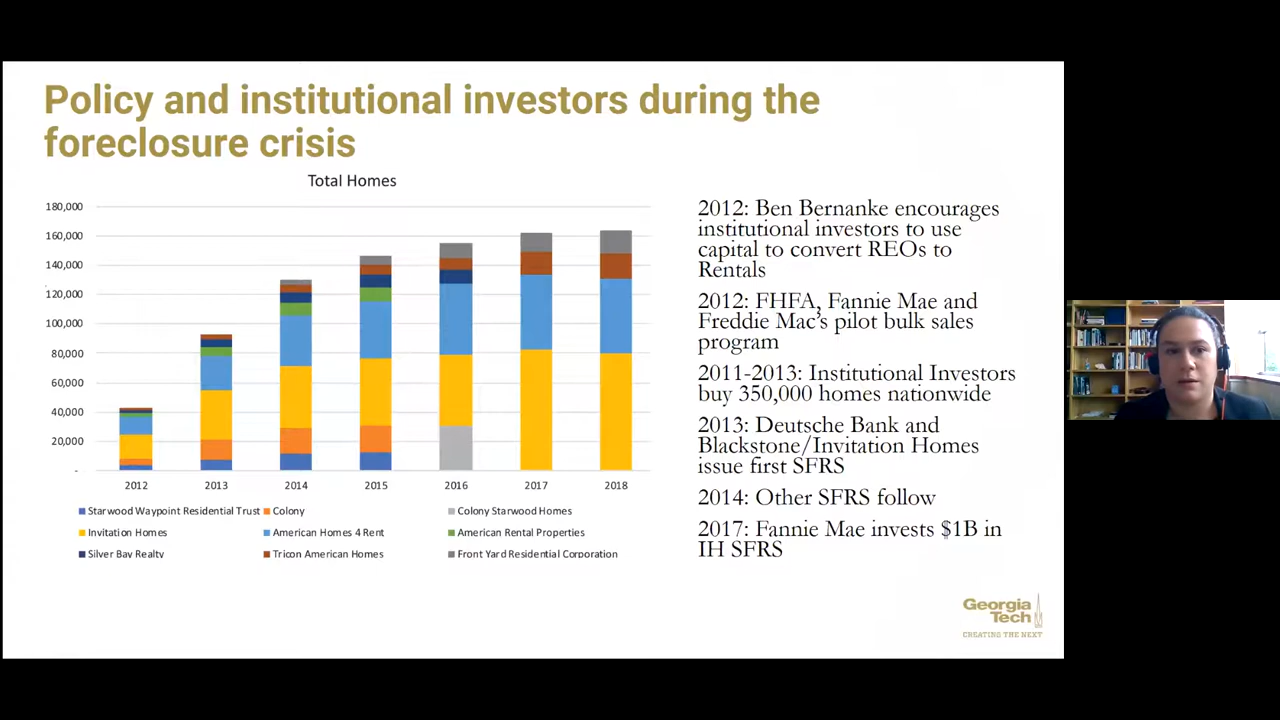 Policy and institutional investors during the
foreclosure crisis
Total Homes
180,000
160,000
140,000
120,000
100,000
80,000
60,000
40,000
20,000
-
2012
2013
2014
2015
2016
2017
2018
Starwood Waypoint Residential Trust
Colony
Colony Starwood Homes
Invitation Homes
American Homes 4 Rent
American Rental Properties
Silver Bay Realty
Tricon American Homes
Front Yard Residential Corporation
2012: Ben Bernanke encourages
institutional investors to use
capital to convert REOs to
Rentals
2012: FHFA, Fannie Mae and
Freddie Mac's pilot bulk sales
program
2011-2013: Institutional Investors
buy 350,000 homes nationwide
2013: Deutsche Bank and
Blackstone/Invitation Homes
issue first SFRS
2014: Other SFRS follow
2017: Fannie Mae invests $1B in
IH SFRS
Georgia
Tech
CREATING THE NEXT